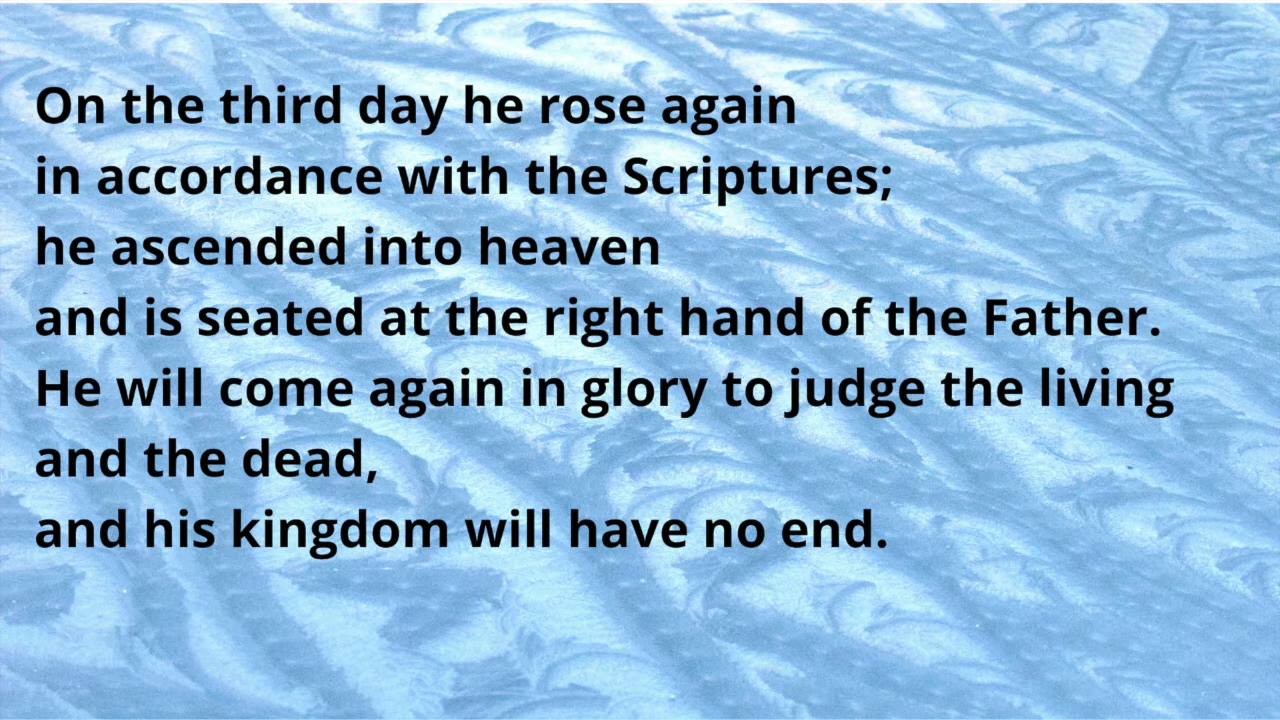 On the third day he rose again
in accordance with the Scriptures;
he ascended into heaven
and is seated at the right hand of the Father.
He will come again in glory to judge the living
and the dead,
and his kingdom will have no end.